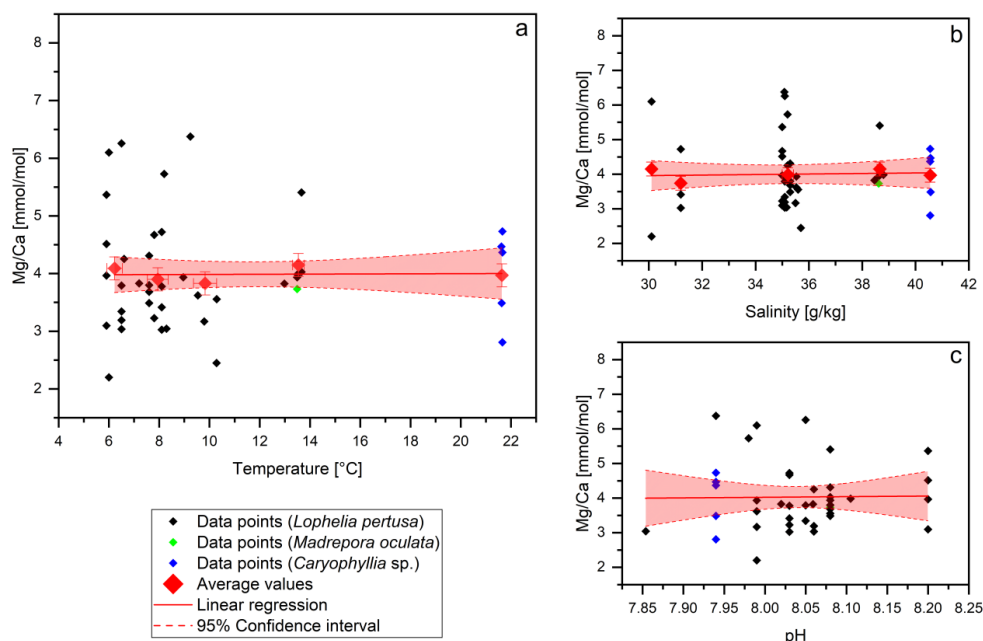 a
Mg/Ca [mmol/mol]
8
7
6
5
4
3
2
4 6 8 10 12 14 16 18 20 22
Temperature [°C]
b
Mg/Ca [mmol/mol]
8
7
6
5
4
3
2
30 32 34 36 38 40 42
Salinity [g/kg]
c
Mg/Ca [mmol/mol]
8
7
6
5
4
3
2
7.85 7.90 7.95 8.00 8.05 8.10 8.15 8.20 8.25
pH
Data points (Lophelia pertusa)
Data points (Madrepora oculata)
Data points (Caryophyllia sp.)
Average values
Linear regression
95% Confidence interval